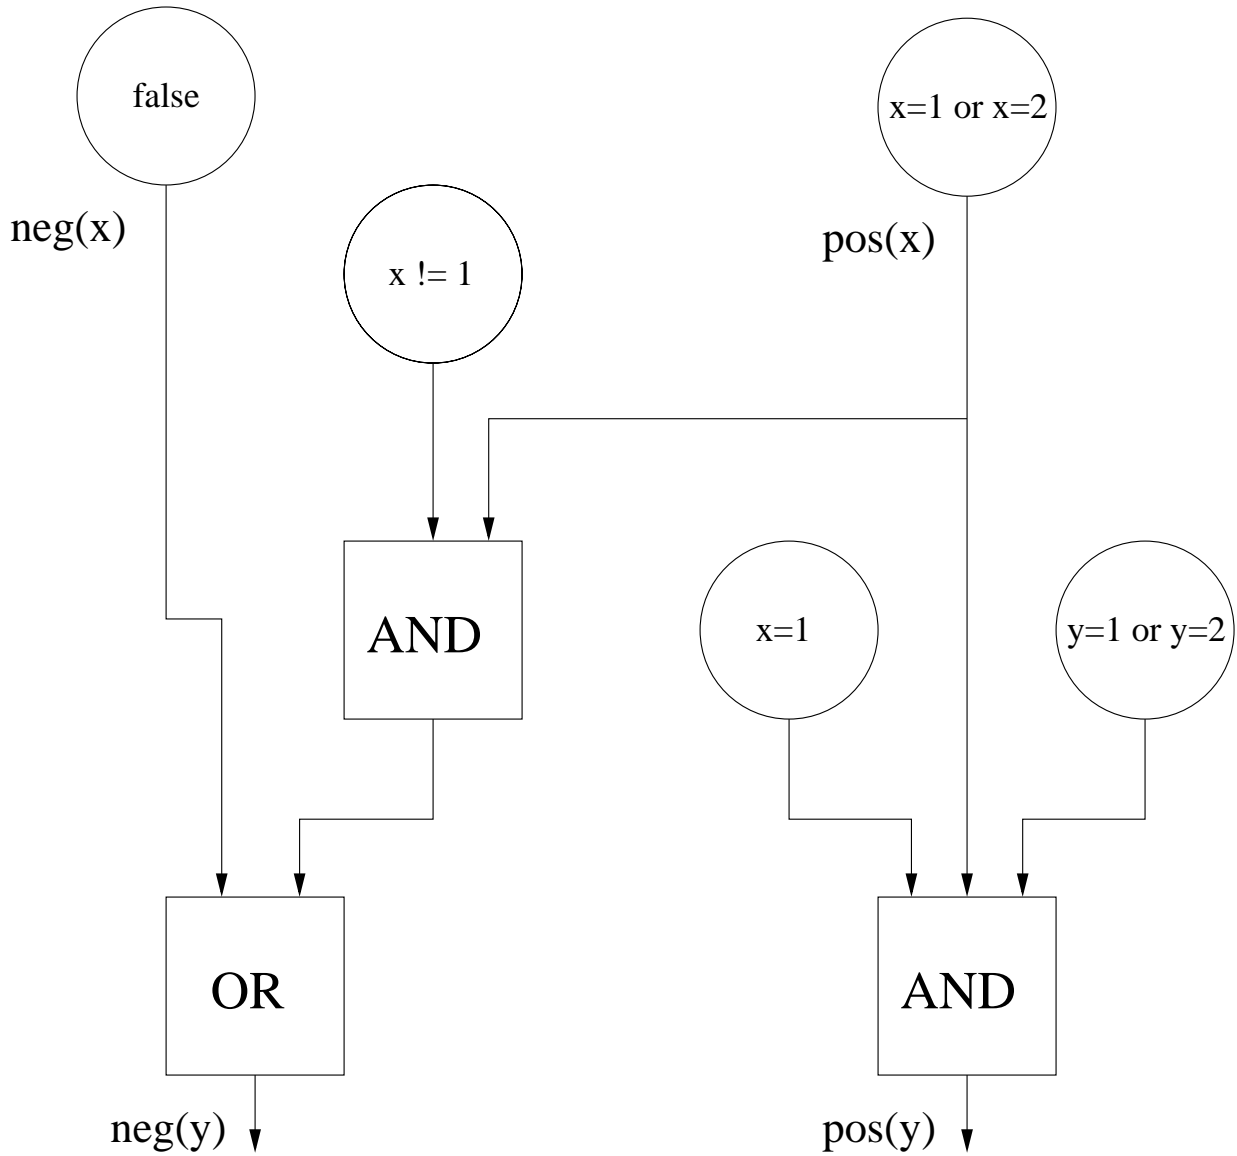 false
x=1 or x=2
neg(x)
pos(x)
x != 1
AND
x=1
y=1 or y=2
OR
AND
neg(y)
pos(y)